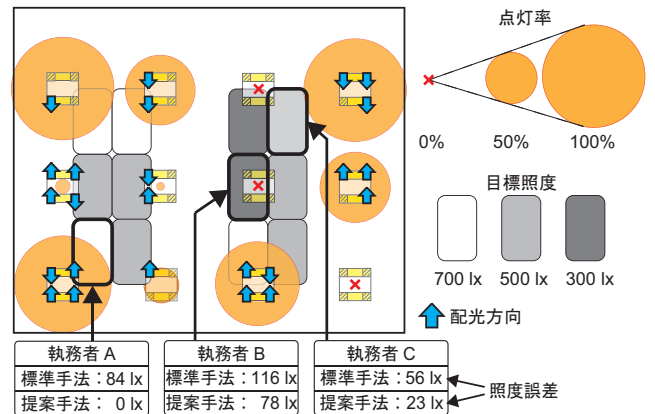 点灯率
0%
50%
100%
目標照度
700 lx
500 lx
300 lx
配光方向
執務者 A
標準手法：84 lx
提案手法： 0 lx
執務者 B
標準手法：116 lx
提案手法： 78 lx
執務者 C
標準手法：56 lx
提案手法：23 lx
照度誤差